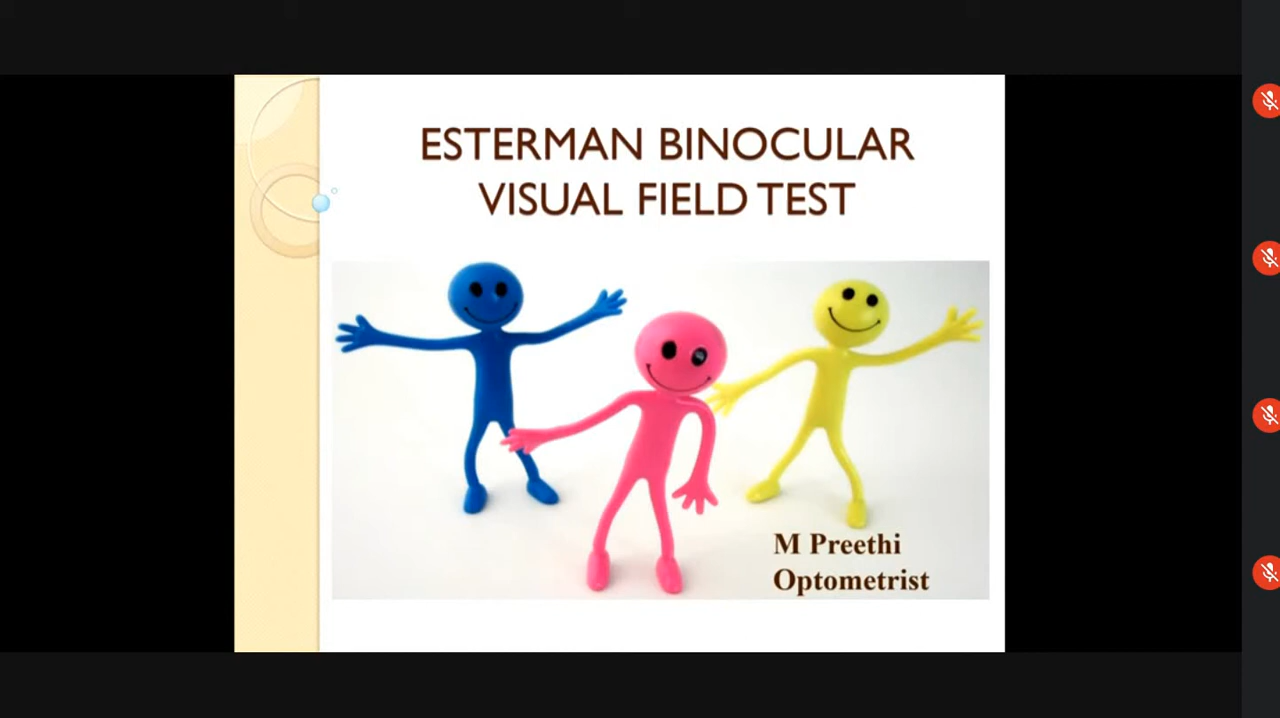 ESTERMAN BINOCULAR
VISUAL FIELD TEST
M Preethi
Optometrist